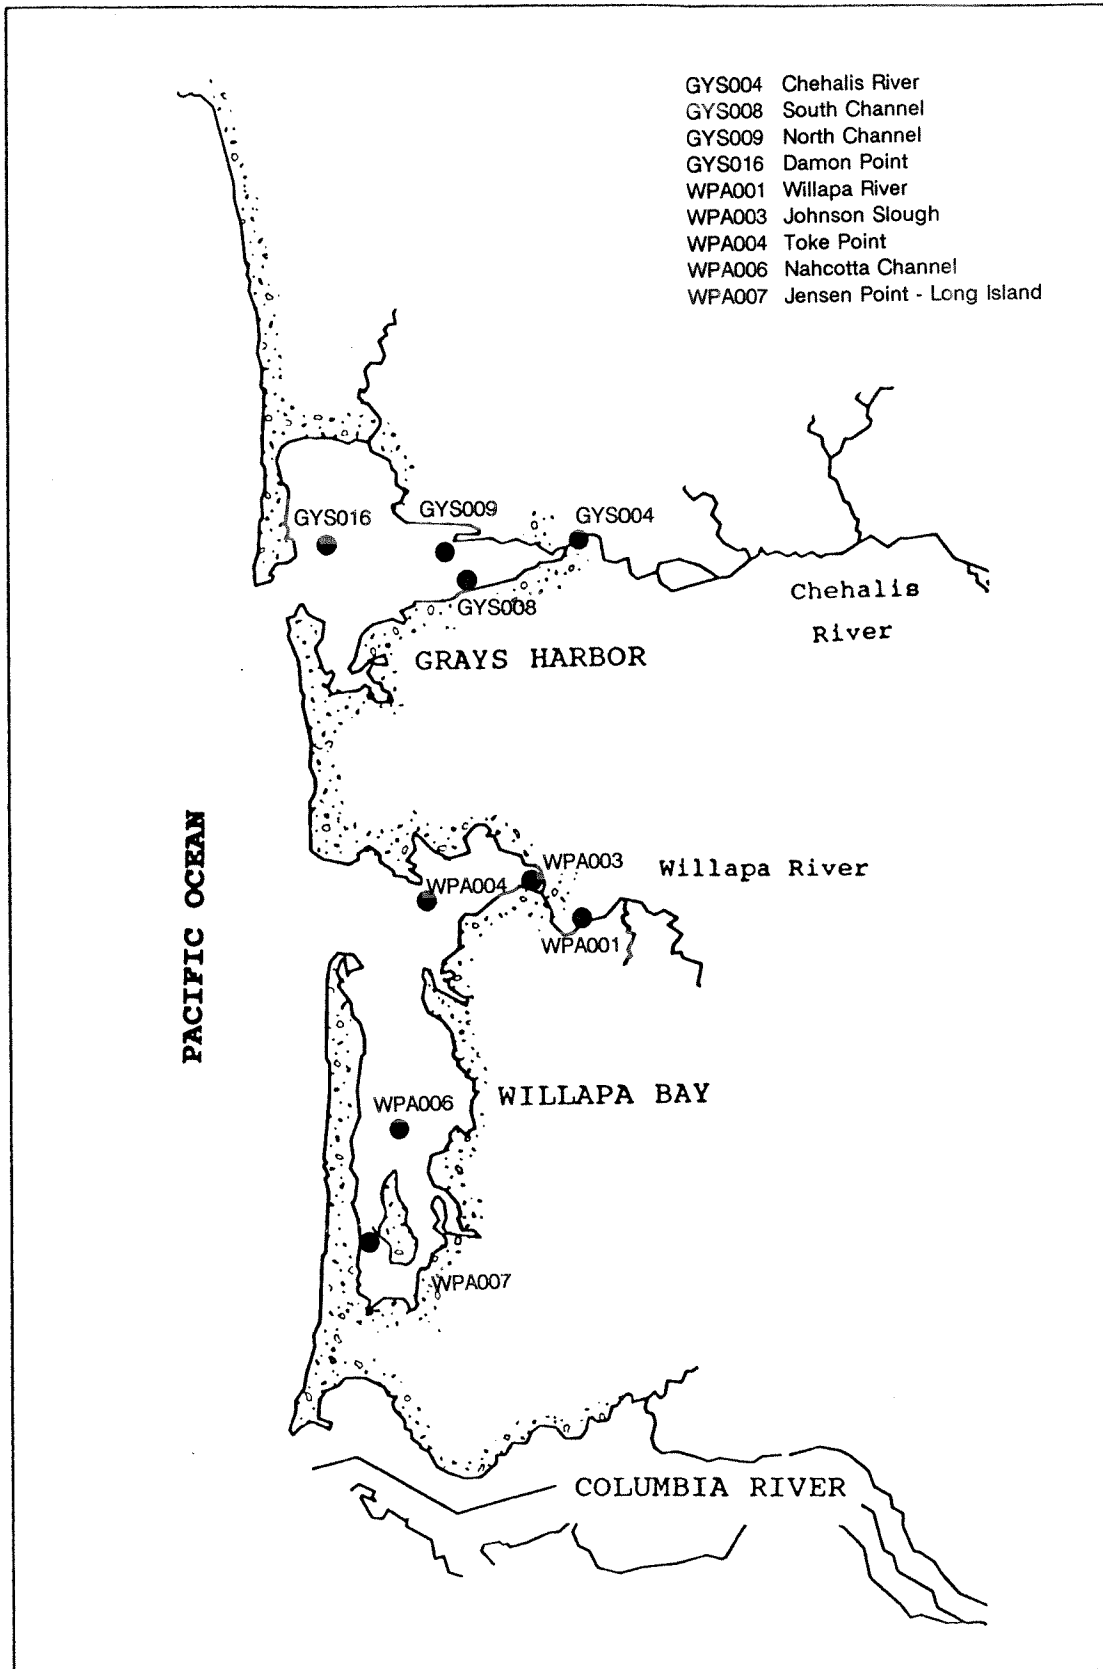 GYS004 Chehalis River
GYS008 South Channel
GYS009 North Channel
GYS016 Damon Point
WPA001 Willapa River
WPA003 Johnson Slough
WPA004 Toke Point
WPA006 Nahcotta Channel
WPA007 Jensen Point - Long Island
GYS009
GYS016
GYS004
GYS008
Chehalis
River
GRAYS HARBOR
PACIFIC OCEAN
WPA003
Willapa River
WPA004
WPA001
WILLAPA BAY
WPA006
WPA007
COLUMBIA RIVER